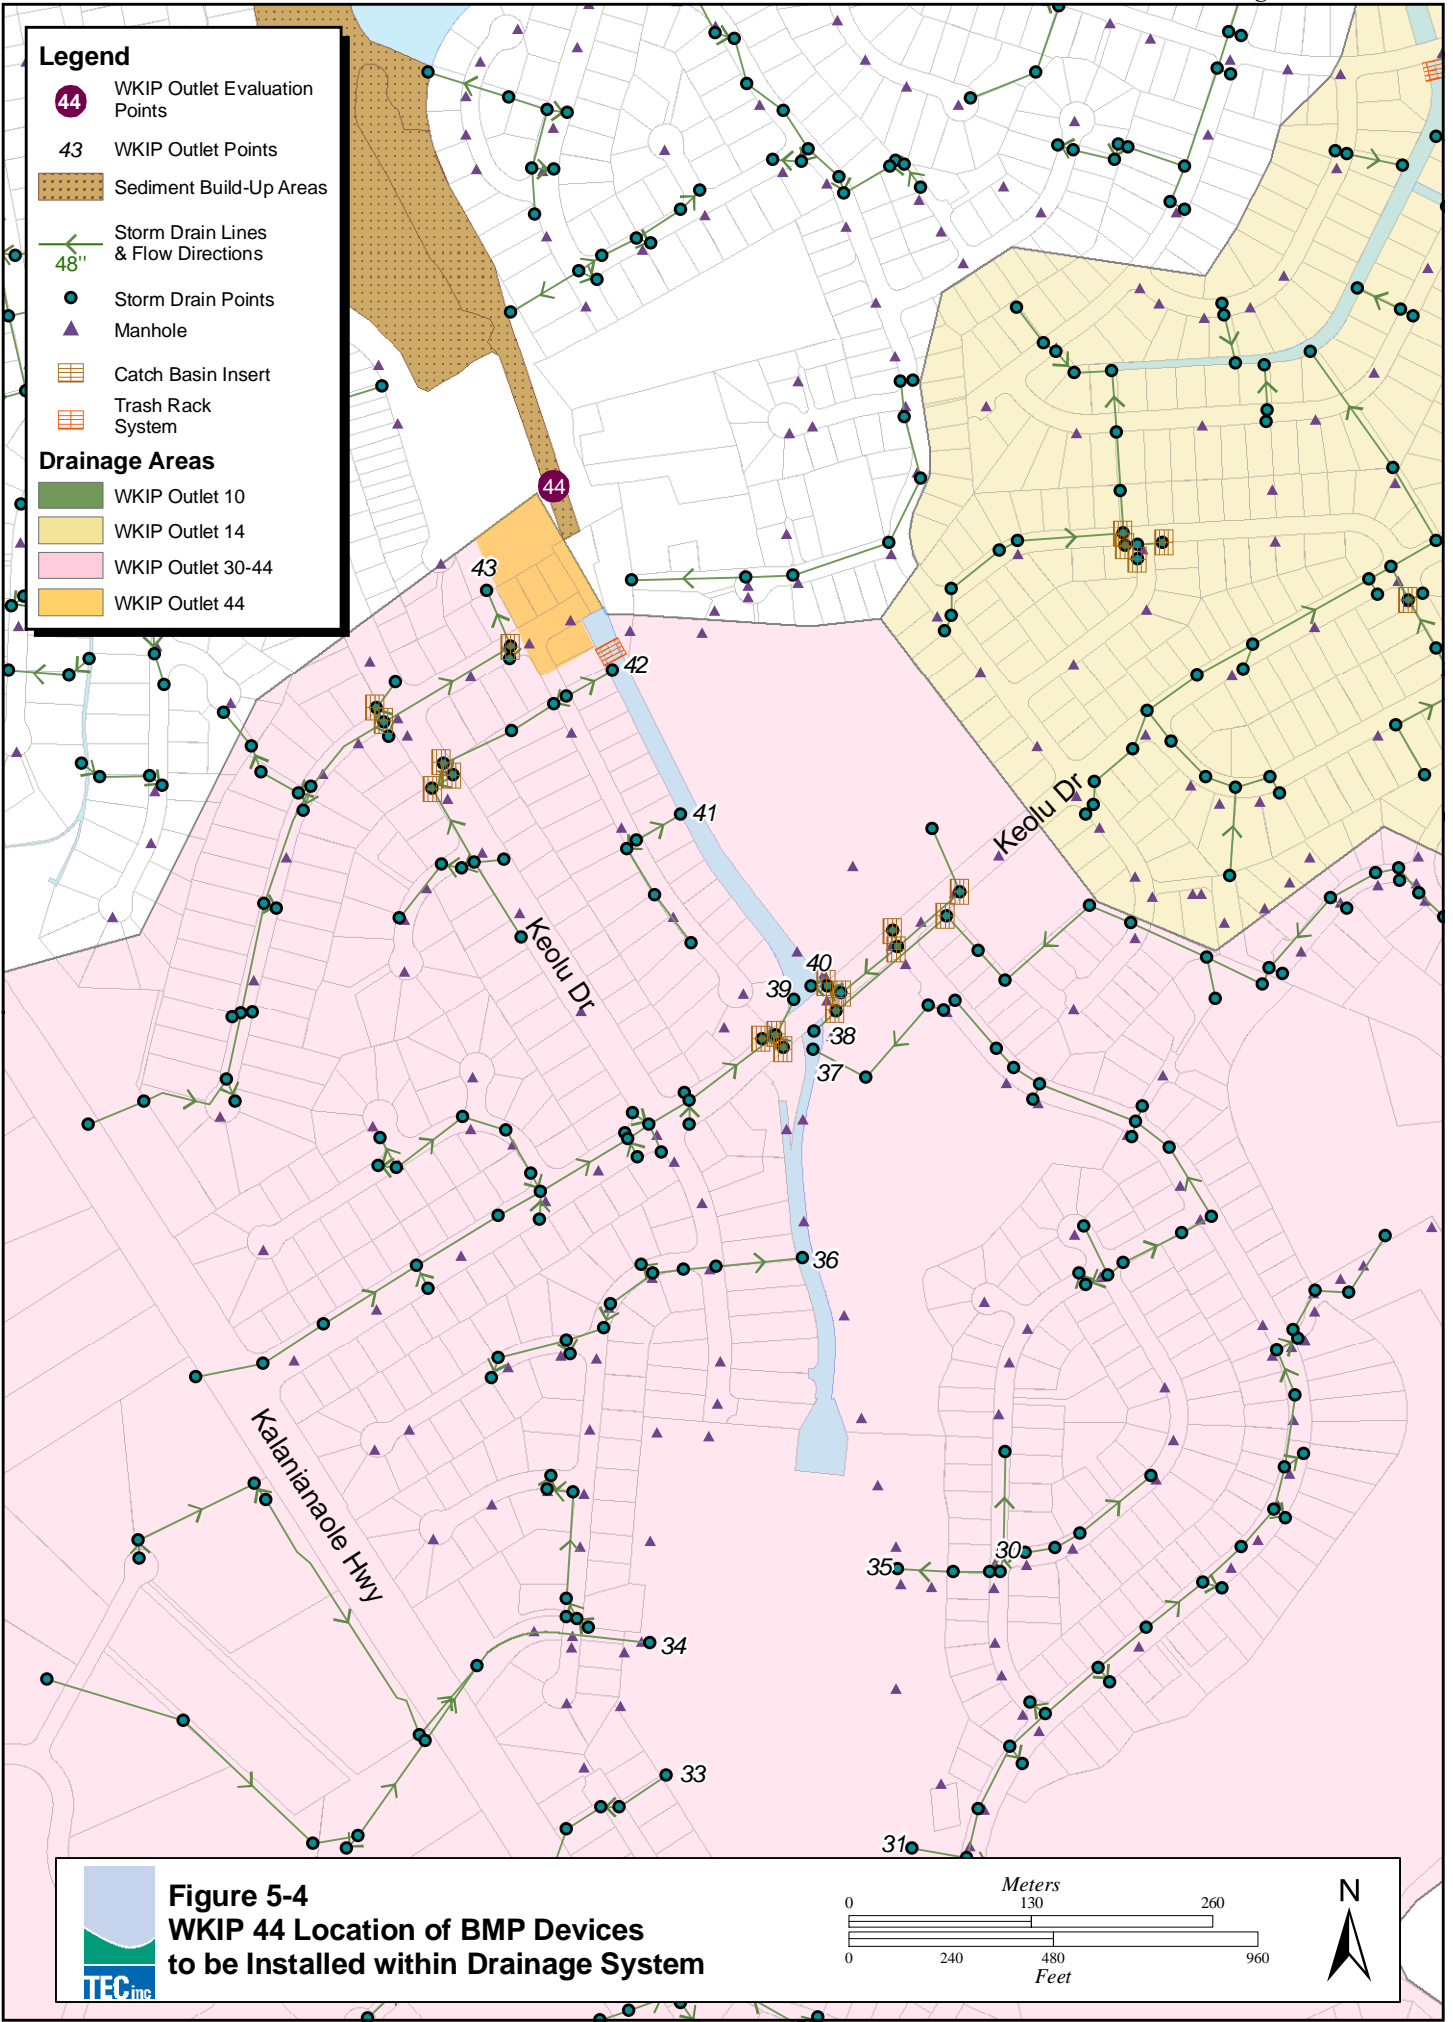 Legend
44
WKIP Outlet Evaluation
Points
43
WKIP Outlet Points
Sediment Build-Up Areas
Storm Drain Lines
& Flow Directions
48"
Storm Drain Points
Manhole
Catch Basin Insert
Trash Rack
System
Drainage Areas
WKIP Outlet 10
WKIP Outlet 14
WKIP Outlet 30-44
WKIP Outlet 44
44
43
42
41
Keolu Dr
Keolu Dr
40
39
38
37
36
Kalanianaole Hwy
35
30
34
33
31
Figure 5-4
WKIP 44 Location of BMP Devices
to be Installed within Drainage System
TEC inc
Meters
0 130 260
0 240 480 960
Feet
N